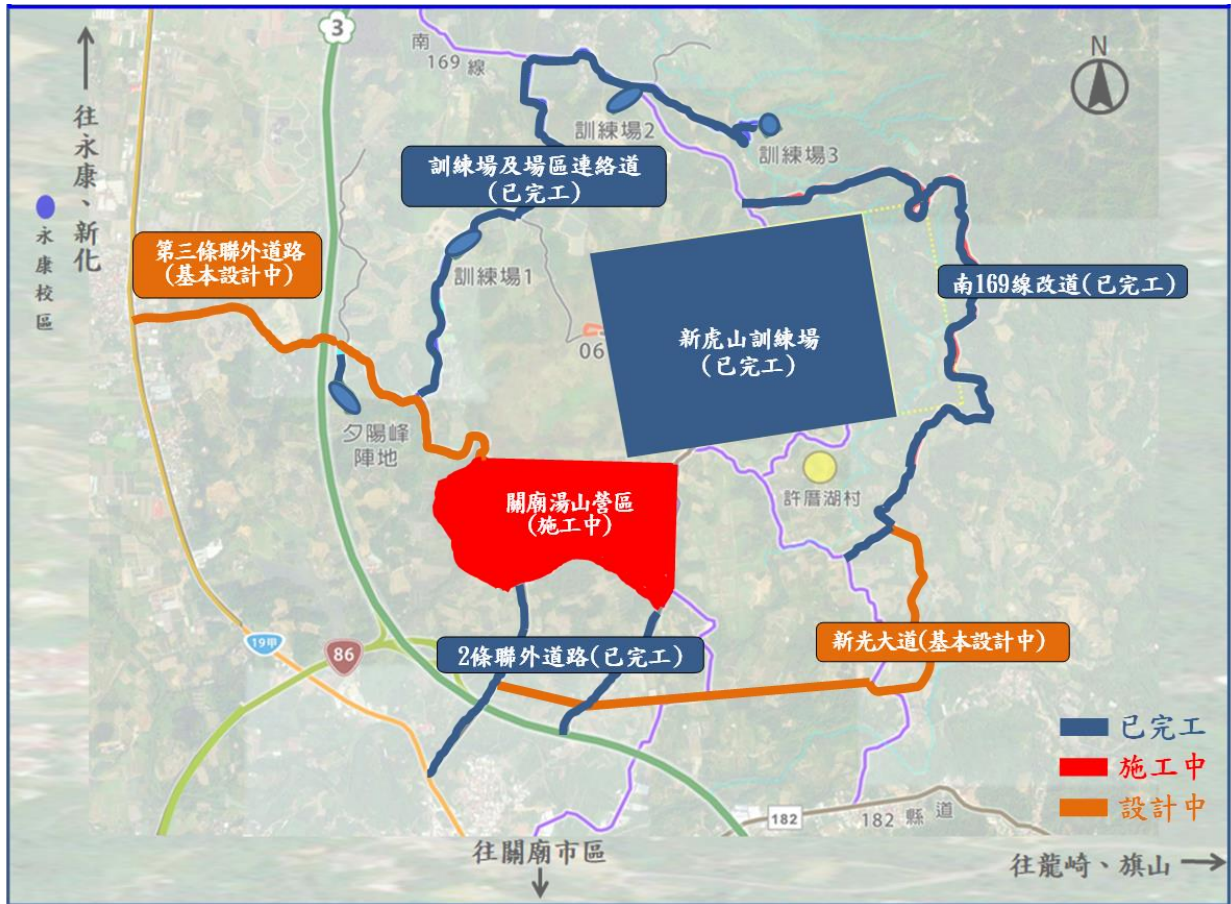 3
南
169 線
N
往永康、新化
永康校區
訓練場2
訓練場3
訓練場及場區連絡道
(已完工)
第三條聯外道路
(基本設計中)
訓練場1
南169線改道(已完工)
06
新虎山訓練場
(已完工)
夕陽峰
陣地
許厝湖村
關廟湯山營區
(施工中)
19甲
86
2條聯外道路(已完工)
新光大道(基本設計中)
已完工
施工中
設計中
182
182 縣道
往關廟市區
往龍崎、旗山